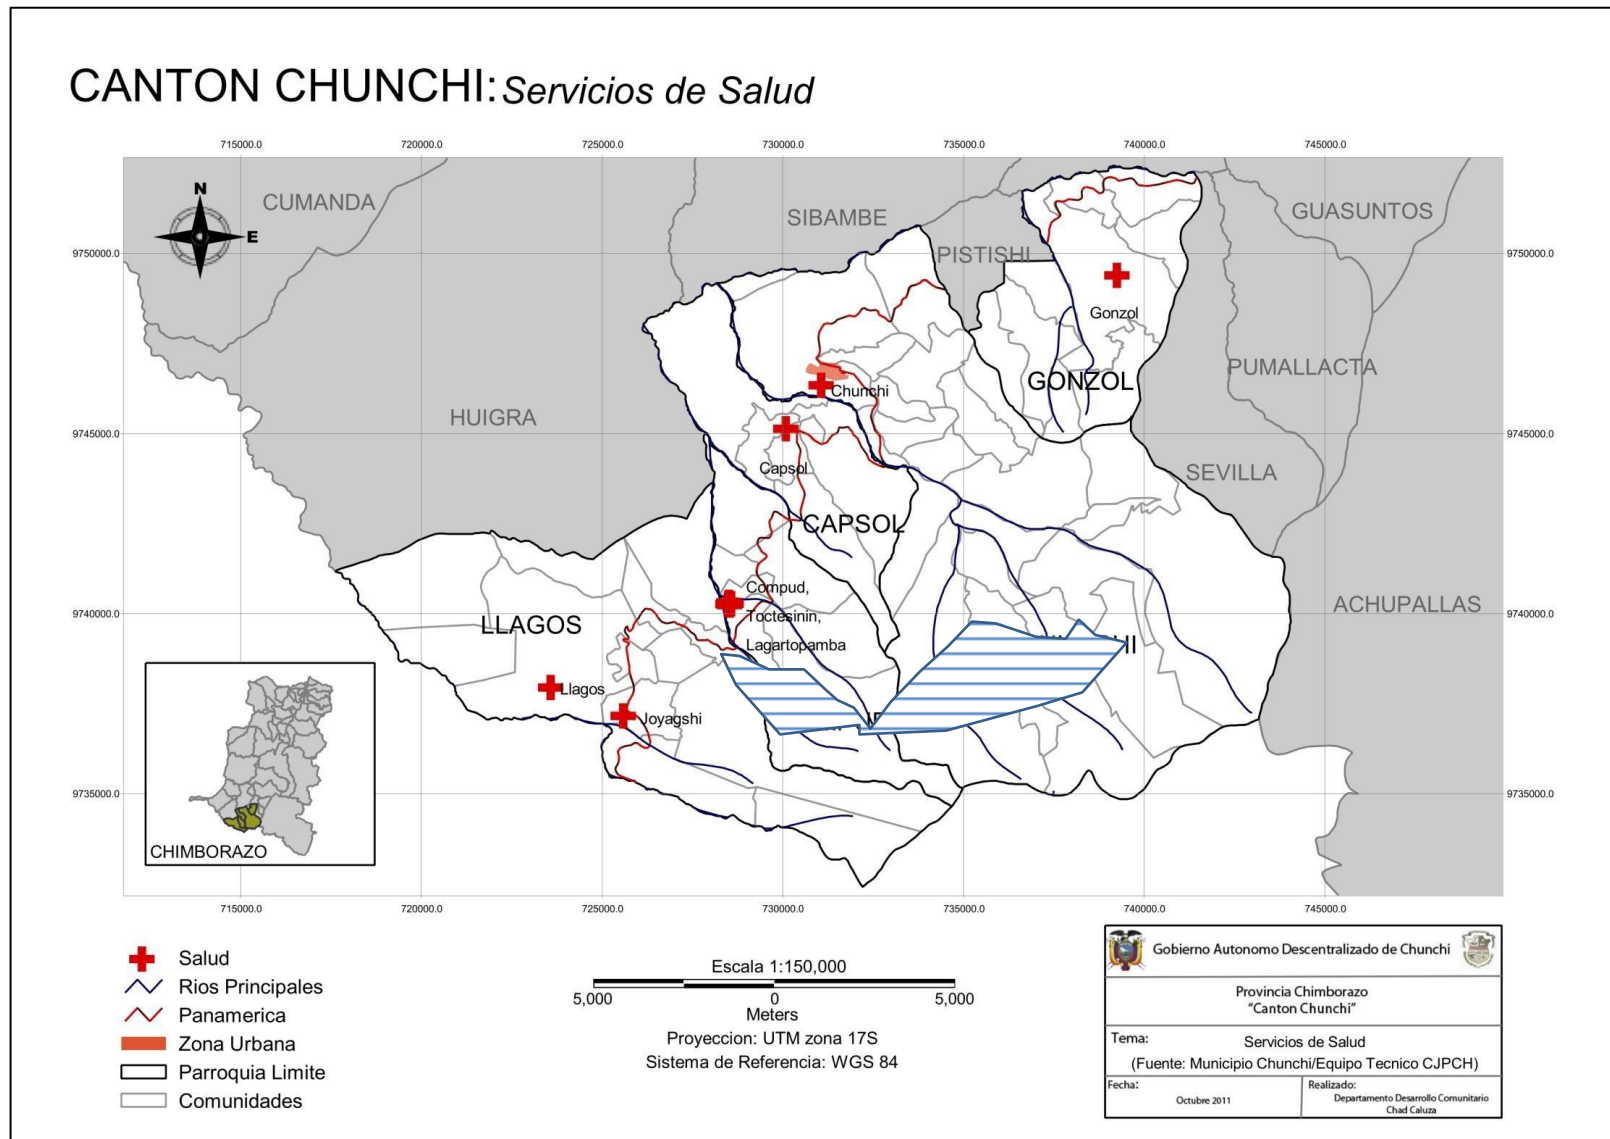 CANTON CHUNCHI: Servicios de Salud
715000.0 720000.0 725000.0 730000.0 735000.0 740000.0 745000.0
N
E
CUMANDA
SIBAMBE
GUASUNTOS
PISTISHI
9750000.0 9750000.0
Gonzol
PUMALLACTA
GONZOL
Chunchi
HUIGRA
9745000.0 9745000.0
Capsol
SEVILLA
CAPSOL
Compud,
Toctesinin,
Lagartopamba
9740000.0 9740000.0
ACHUPALLAS
LLAGOS
Llagos
Joyagshi
9735000.0 9735000.0
CHIMBORAZO
715000.0 720000.0 725000.0 730000.0 735000.0 740000.0 745000.0
Salud
Rios Principales
Panamerica
Zona Urbana
Parroquia Limite
Comunidades
Escala 1:150,000
5,000 0 5,000
Meters
Proyeccion: UTM zona 17S
Sistema de Referencia: WGS 84
Gobierno Autonomo Descentralizado de Chunchi
Provincia Chimborazo
“Canton Chunchi”
Tema: Servicios de Salud
(Fuente: Municipio Chunchi/Equipo Tecnico CJPCH)
Fecha:
Octubre 2011
Realizado:
Departamento Desarrollo Comunitario
Chad Caluza